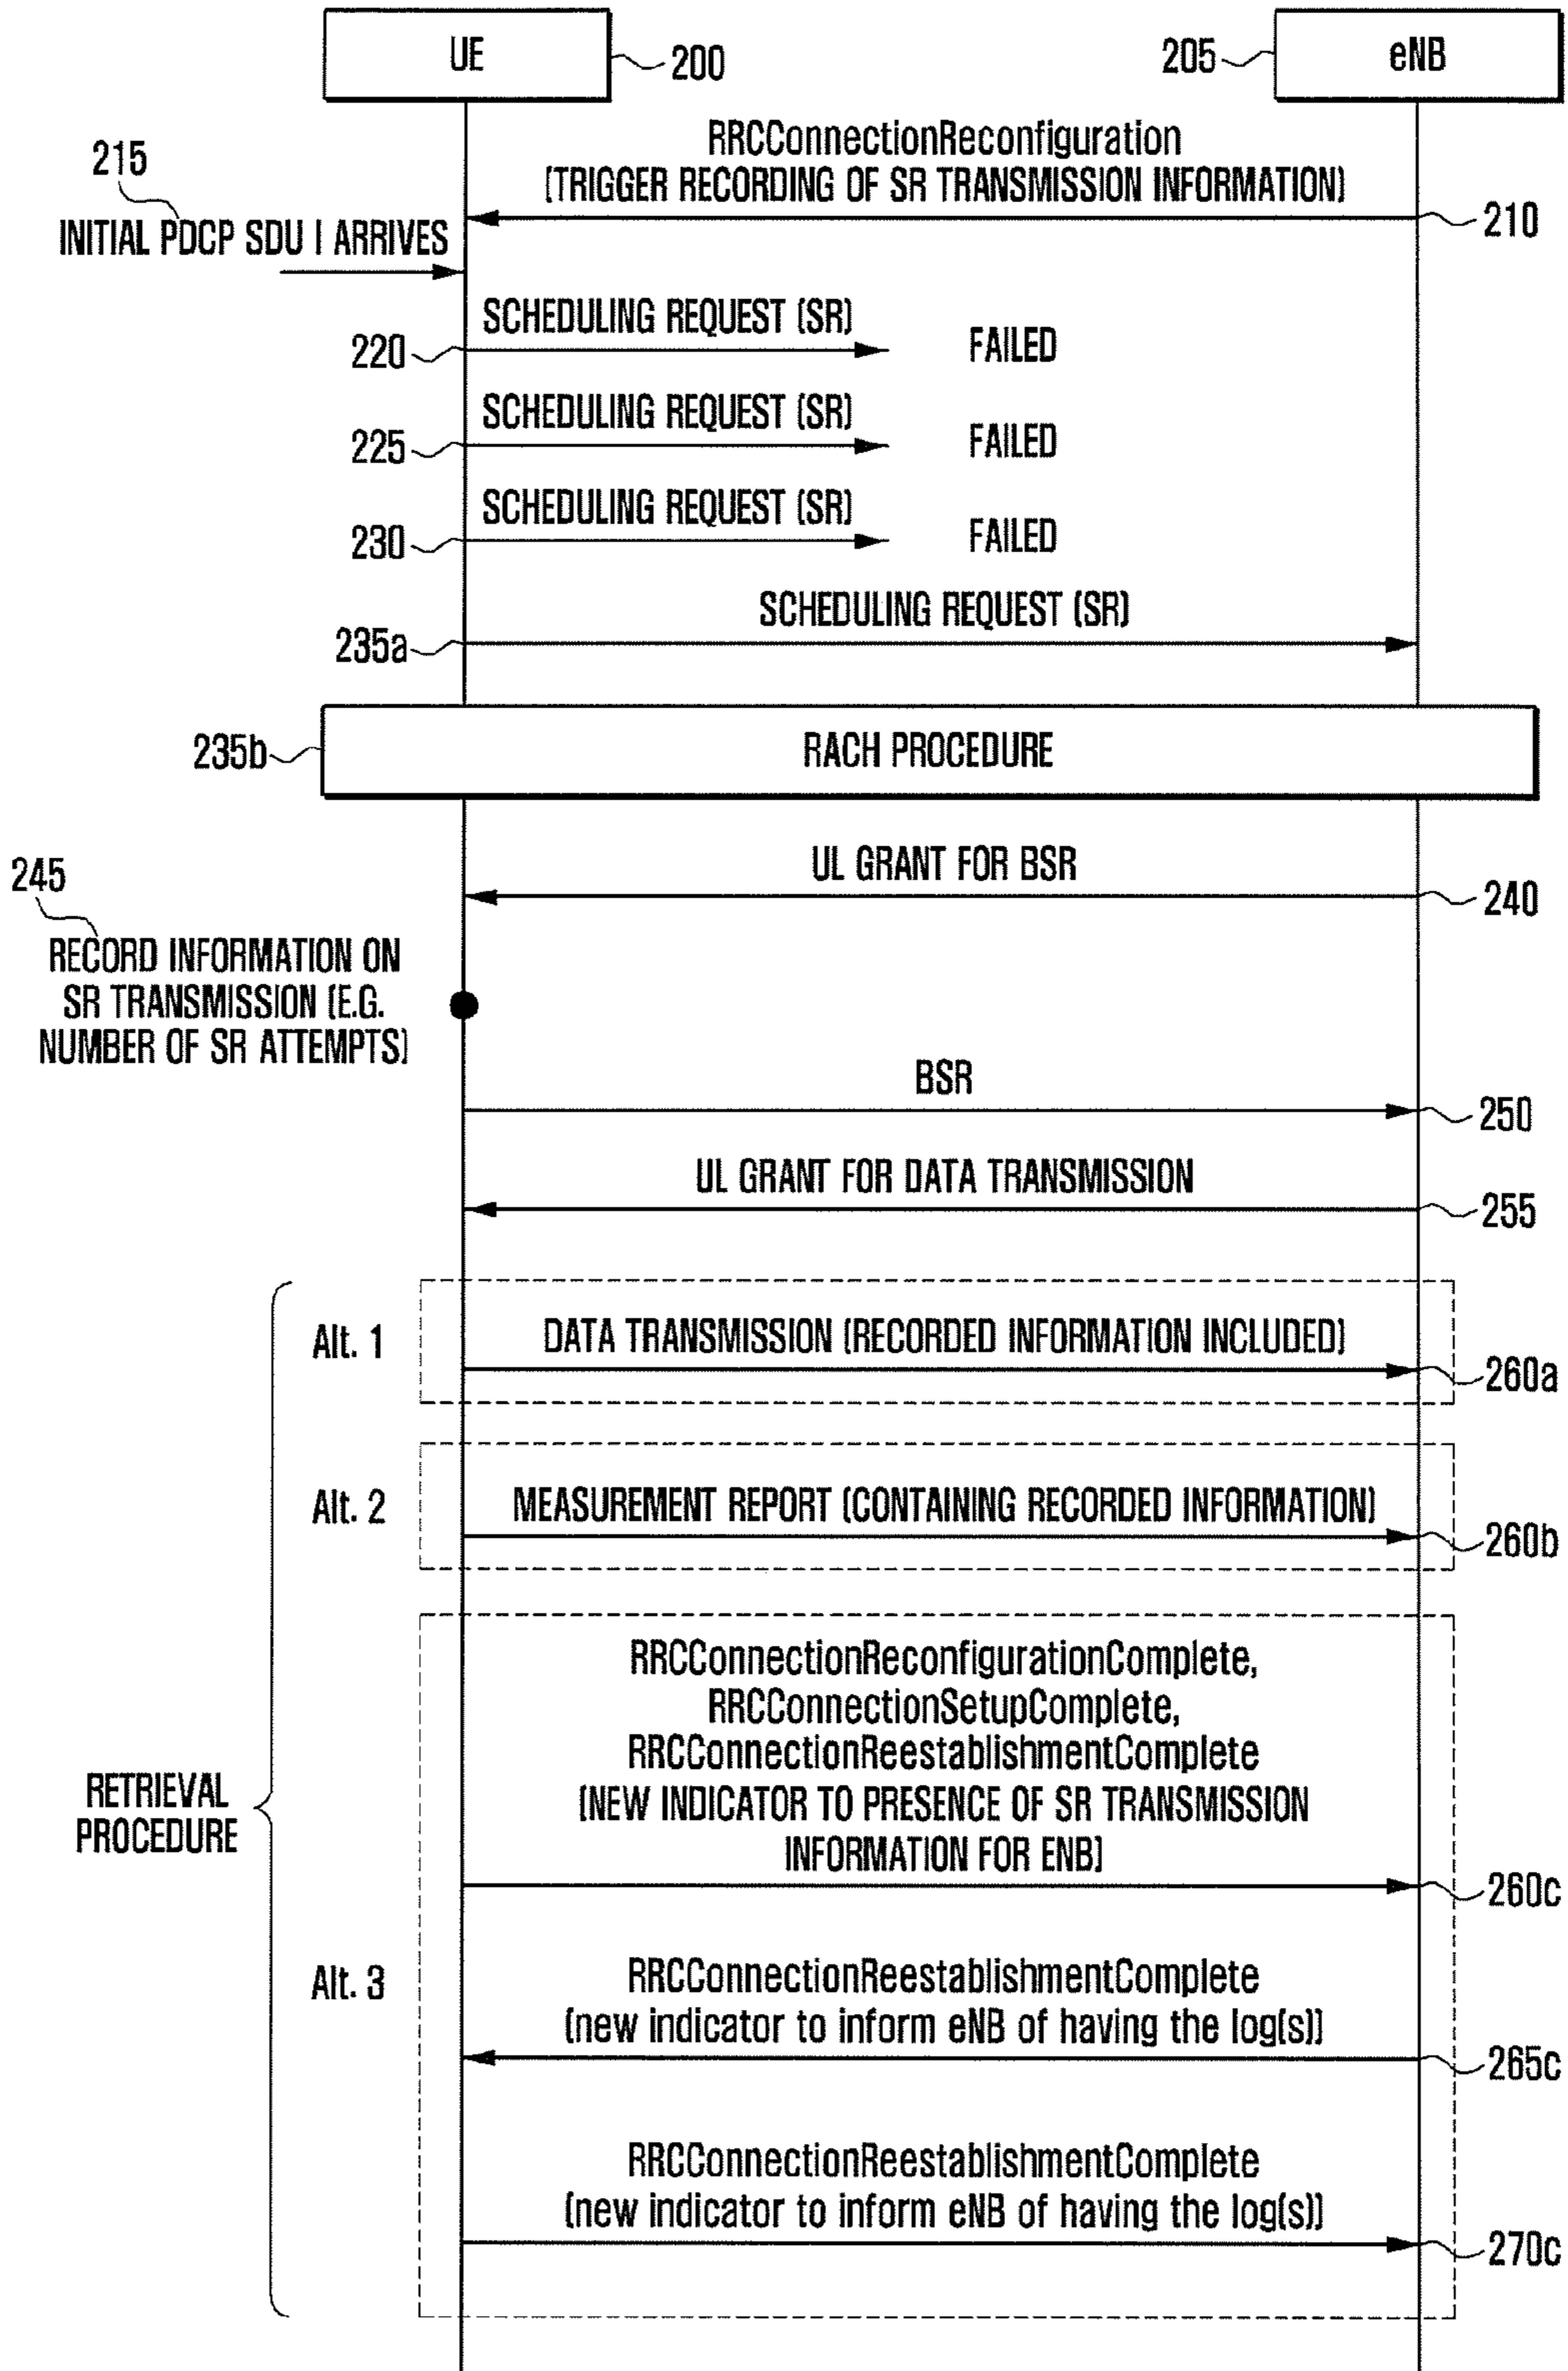 UE
200
205
eNB
RRCConnectionReconfiguration
(TRIGGER RECORDING OF SR TRANSMISSION INFORMATION)
210
215
INITIAL PDCP SDU I ARRIVES
SCHEDULING REQUEST (SR)
220
FAILED
SCHEDULING REQUEST (SR)
225
FAILED
SCHEDULING REQUEST (SR)
230
FAILED
SCHEDULING REQUEST (SR)
235a
RACH PROCEDURE
235b
UL GRANT FOR BSR
240
245
RECORD INFORMATION ON
SR TRANSMISSION (E.G.
NUMBER OF SR ATTEMPTS)
BSR
250
UL GRANT FOR DATA TRANSMISSION
255
RETRIEVAL
PROCEDURE
Alt. 1
DATA TRANSMISSION (RECORDED INFORMATION INCLUDED)
260a
Alt. 2
MEASUREMENT REPORT (CONTAINING RECORDED INFORMATION)
260b
Alt. 3
RRCConnectionReconfigurationComplete,
RRCConnectionSetupComplete,
RRCConnectionReestablishmentComplete
(NEW INDICATOR TO PRESENCE OF SR TRANSMISSION
INFORMATION FOR ENB)
260c
RRCConnectionReestablishmentComplete
(new indicator to inform eNB of having the log(s))
265c
RRCConnectionReestablishmentComplete
(new indicator to inform eNB of having the log(s))
270c